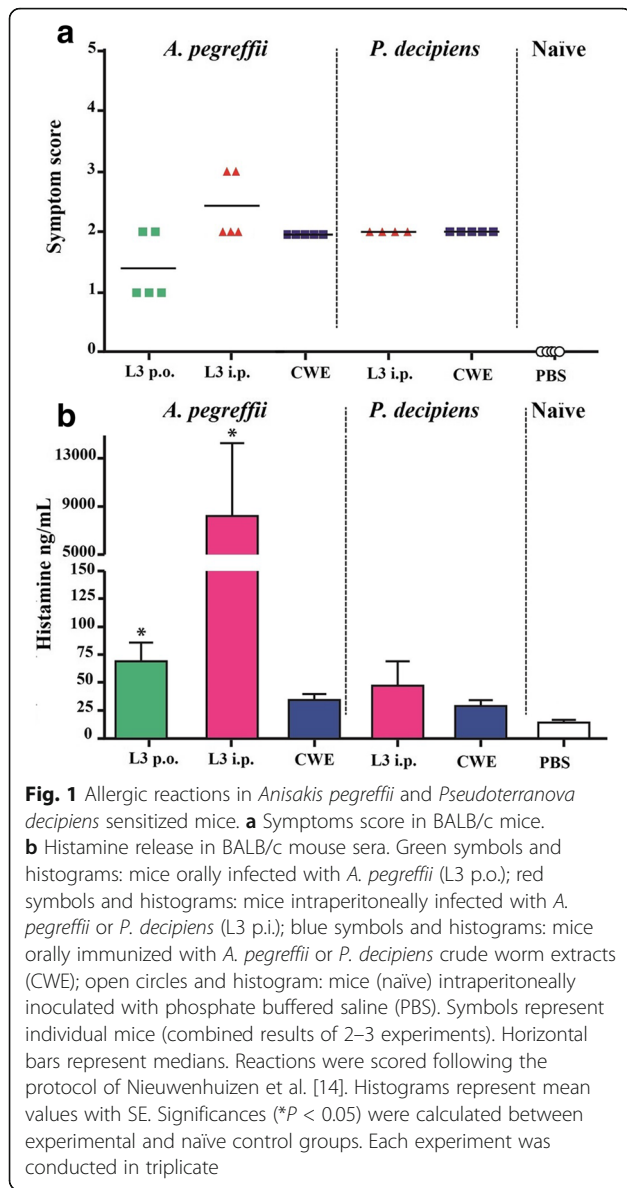 a
A. pegreffii P. decipiens Naïve
Symptom score
5
4
3
2
1
0
L3 p.o. L3 i.p. CWE L3 i.p. CWE PBS
b
A. pegreffii P. decipiens Naïve
Histamine ng/mL
13000
9000
5000
150
125
100
75
50
25
0
*
*
L3 p.o. L3 i.p. CWE L3 i.p. CWE PBS
Fig. 1 Allergic reactions in Anisakis pegreffii and Pseudoterranova
decipiens sensitized mice. a Symptoms score in BALB/c mice.
b Histamine release in BALB/c mouse sera. Green symbols and
histograms: mice orally infected with A. pegreffii (L3 p.o.); red
symbols and histograms: mice intraperitoneally infected with A.
pegreffii or P. decipiens (L3 p.i.); blue symbols and histograms: mice
orally immunized with A. pegreffii or P. decipiens crude worm extracts
(CWE); open circles and histogram: mice (naïve) intraperitoneally
inoculated with phosphate buffered saline (PBS). Symbols represent
individual mice (combined results of 2–3 experiments). Horizontal
bars represent medians. Reactions were scored following the
protocol of Nieuwenhuizen et al. [14]. Histograms represent mean
values with SE. Significances (*P < 0.05) were calculated between
experimental and naïve control groups. Each experiment was
conducted in triplicate